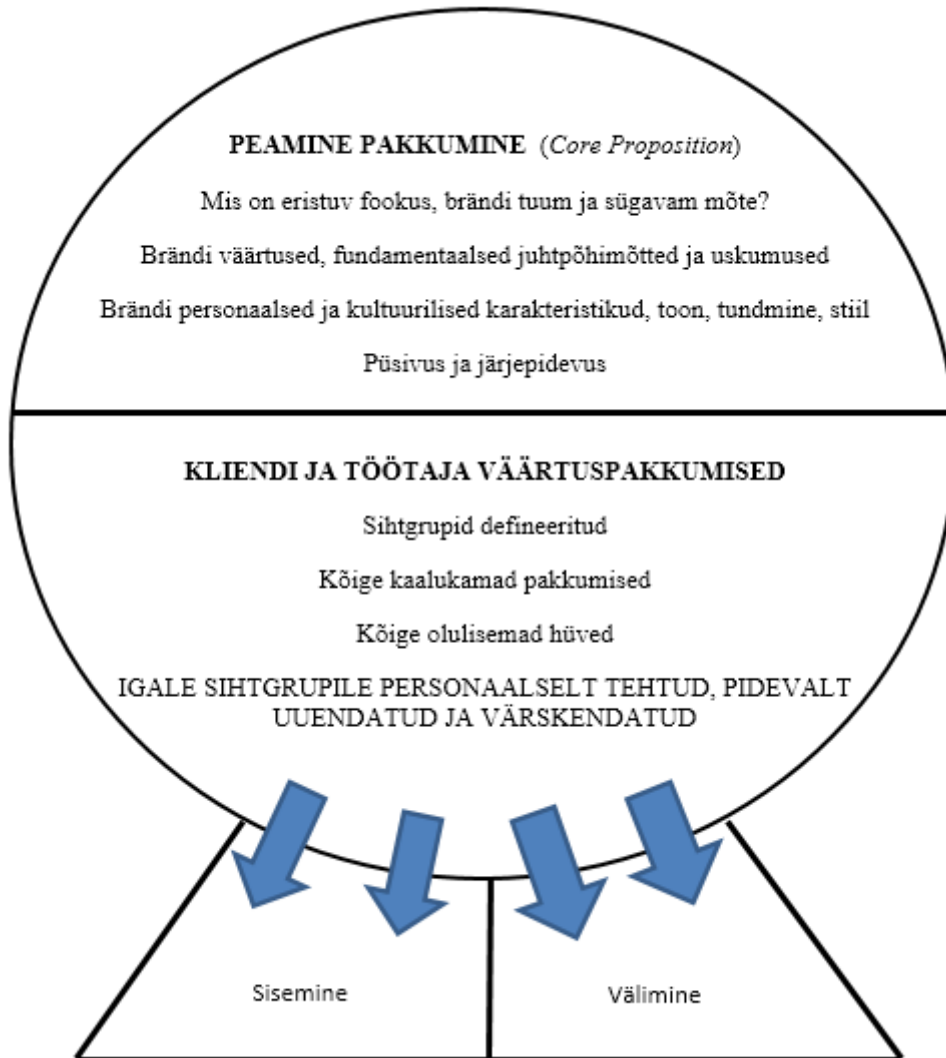 PEAMINE PAKKUMINE (Core Proposition)
Mis on eristuv fookus, brändi tuum ja sügavam mõte?
Brändi väärtused, fundamentaalsed juhtpõhimõtted ja uskumused
Brändi personaalsed ja kultuurilised karakteristikud, toon, tundmine, stiil
Püsivus ja järjepidevus
KLIENDI JA TÖÖTAJA VÄÄRTUSPAKKUMISED
Sihtgrupid defineeritud
Kõige kaalukamad pakkumised
Kõige olulisemad hüved
IGALE SIHTGRUPILE PERSONAALSELT TEHTUD, PIDEVALT
UUENDATUD JA VÄRSKENDATUD
Sisemine
Välimine